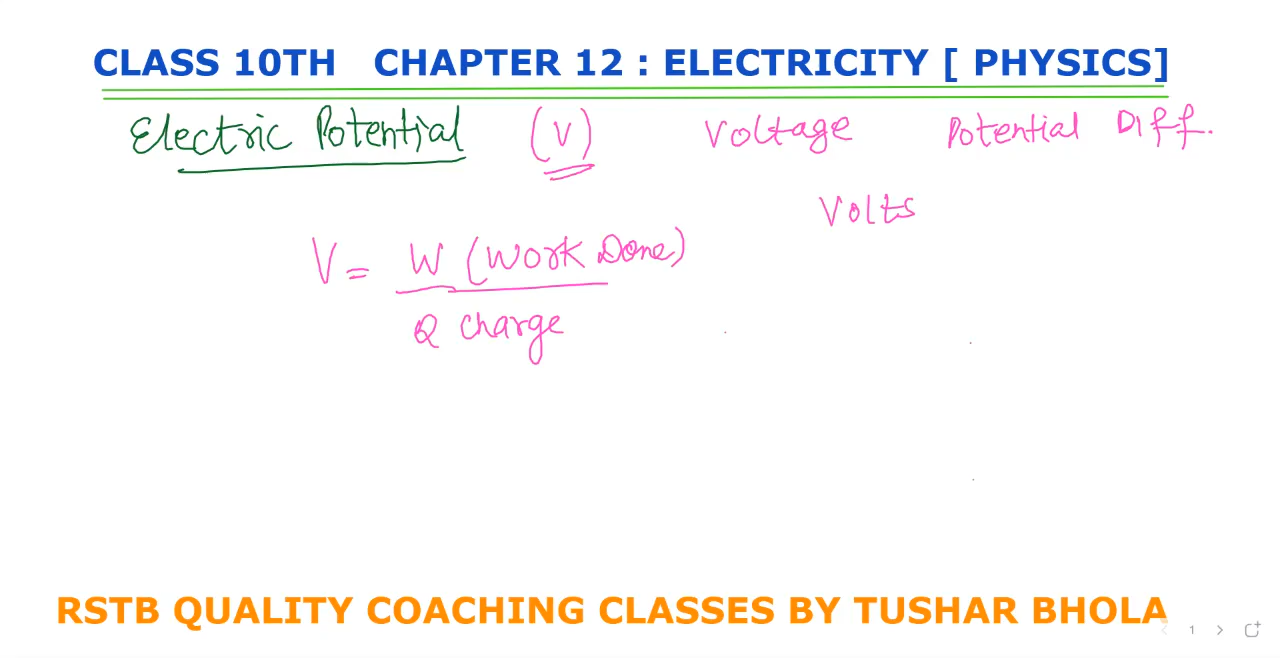 CLASS 10TH CHAPTER 12 : ELECTRICITY [ PHYSICS]
Electric Potential (V) Voltage Potential Diff.
Volts
V = W (Work Done)
Q Charge
RSTB QUALITY COACHING CLASSES BY TUSHAR BHOLA
1